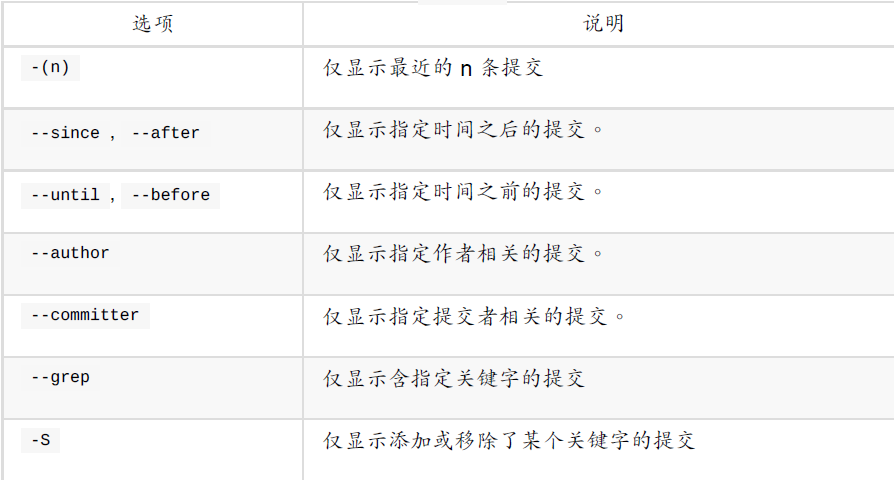 选项 说明
-(n) 仅显示最近的 n 条提交
--since , --after 仅显示指定时间之后的提交。
--until , --before 仅显示指定时间之前的提交。
--author 仅显示指定作者相关的提交。
--committer 仅显示指定提交者相关的提交。
--grep 仅显示含指定关键字的提交
-S 仅显示添加或移除了某个关键字的提交